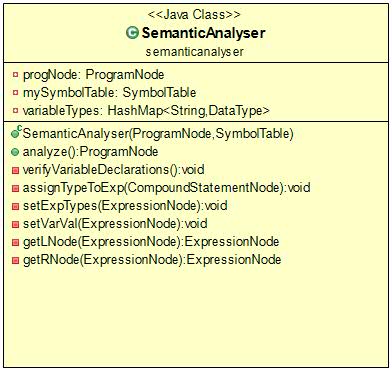 <<Java Class>>
C SemanticAnalyser
semanticanalyser
progNode: ProgramNode
mySymbolTable: SymbolTable
variableTypes: HashMap<String,DataType>
c SemanticAnalyser(ProgramNode,SymbolTable)
analyze():ProgramNode
verifyVariableDeclarations():void
assignTypeToExp(CompoundStatementNode):void
setExpTypes(ExpressionNode):void
setVarVal(ExpressionNode):void
getLNode(ExpressionNode):ExpressionNode
getRNode(ExpressionNode):ExpressionNode